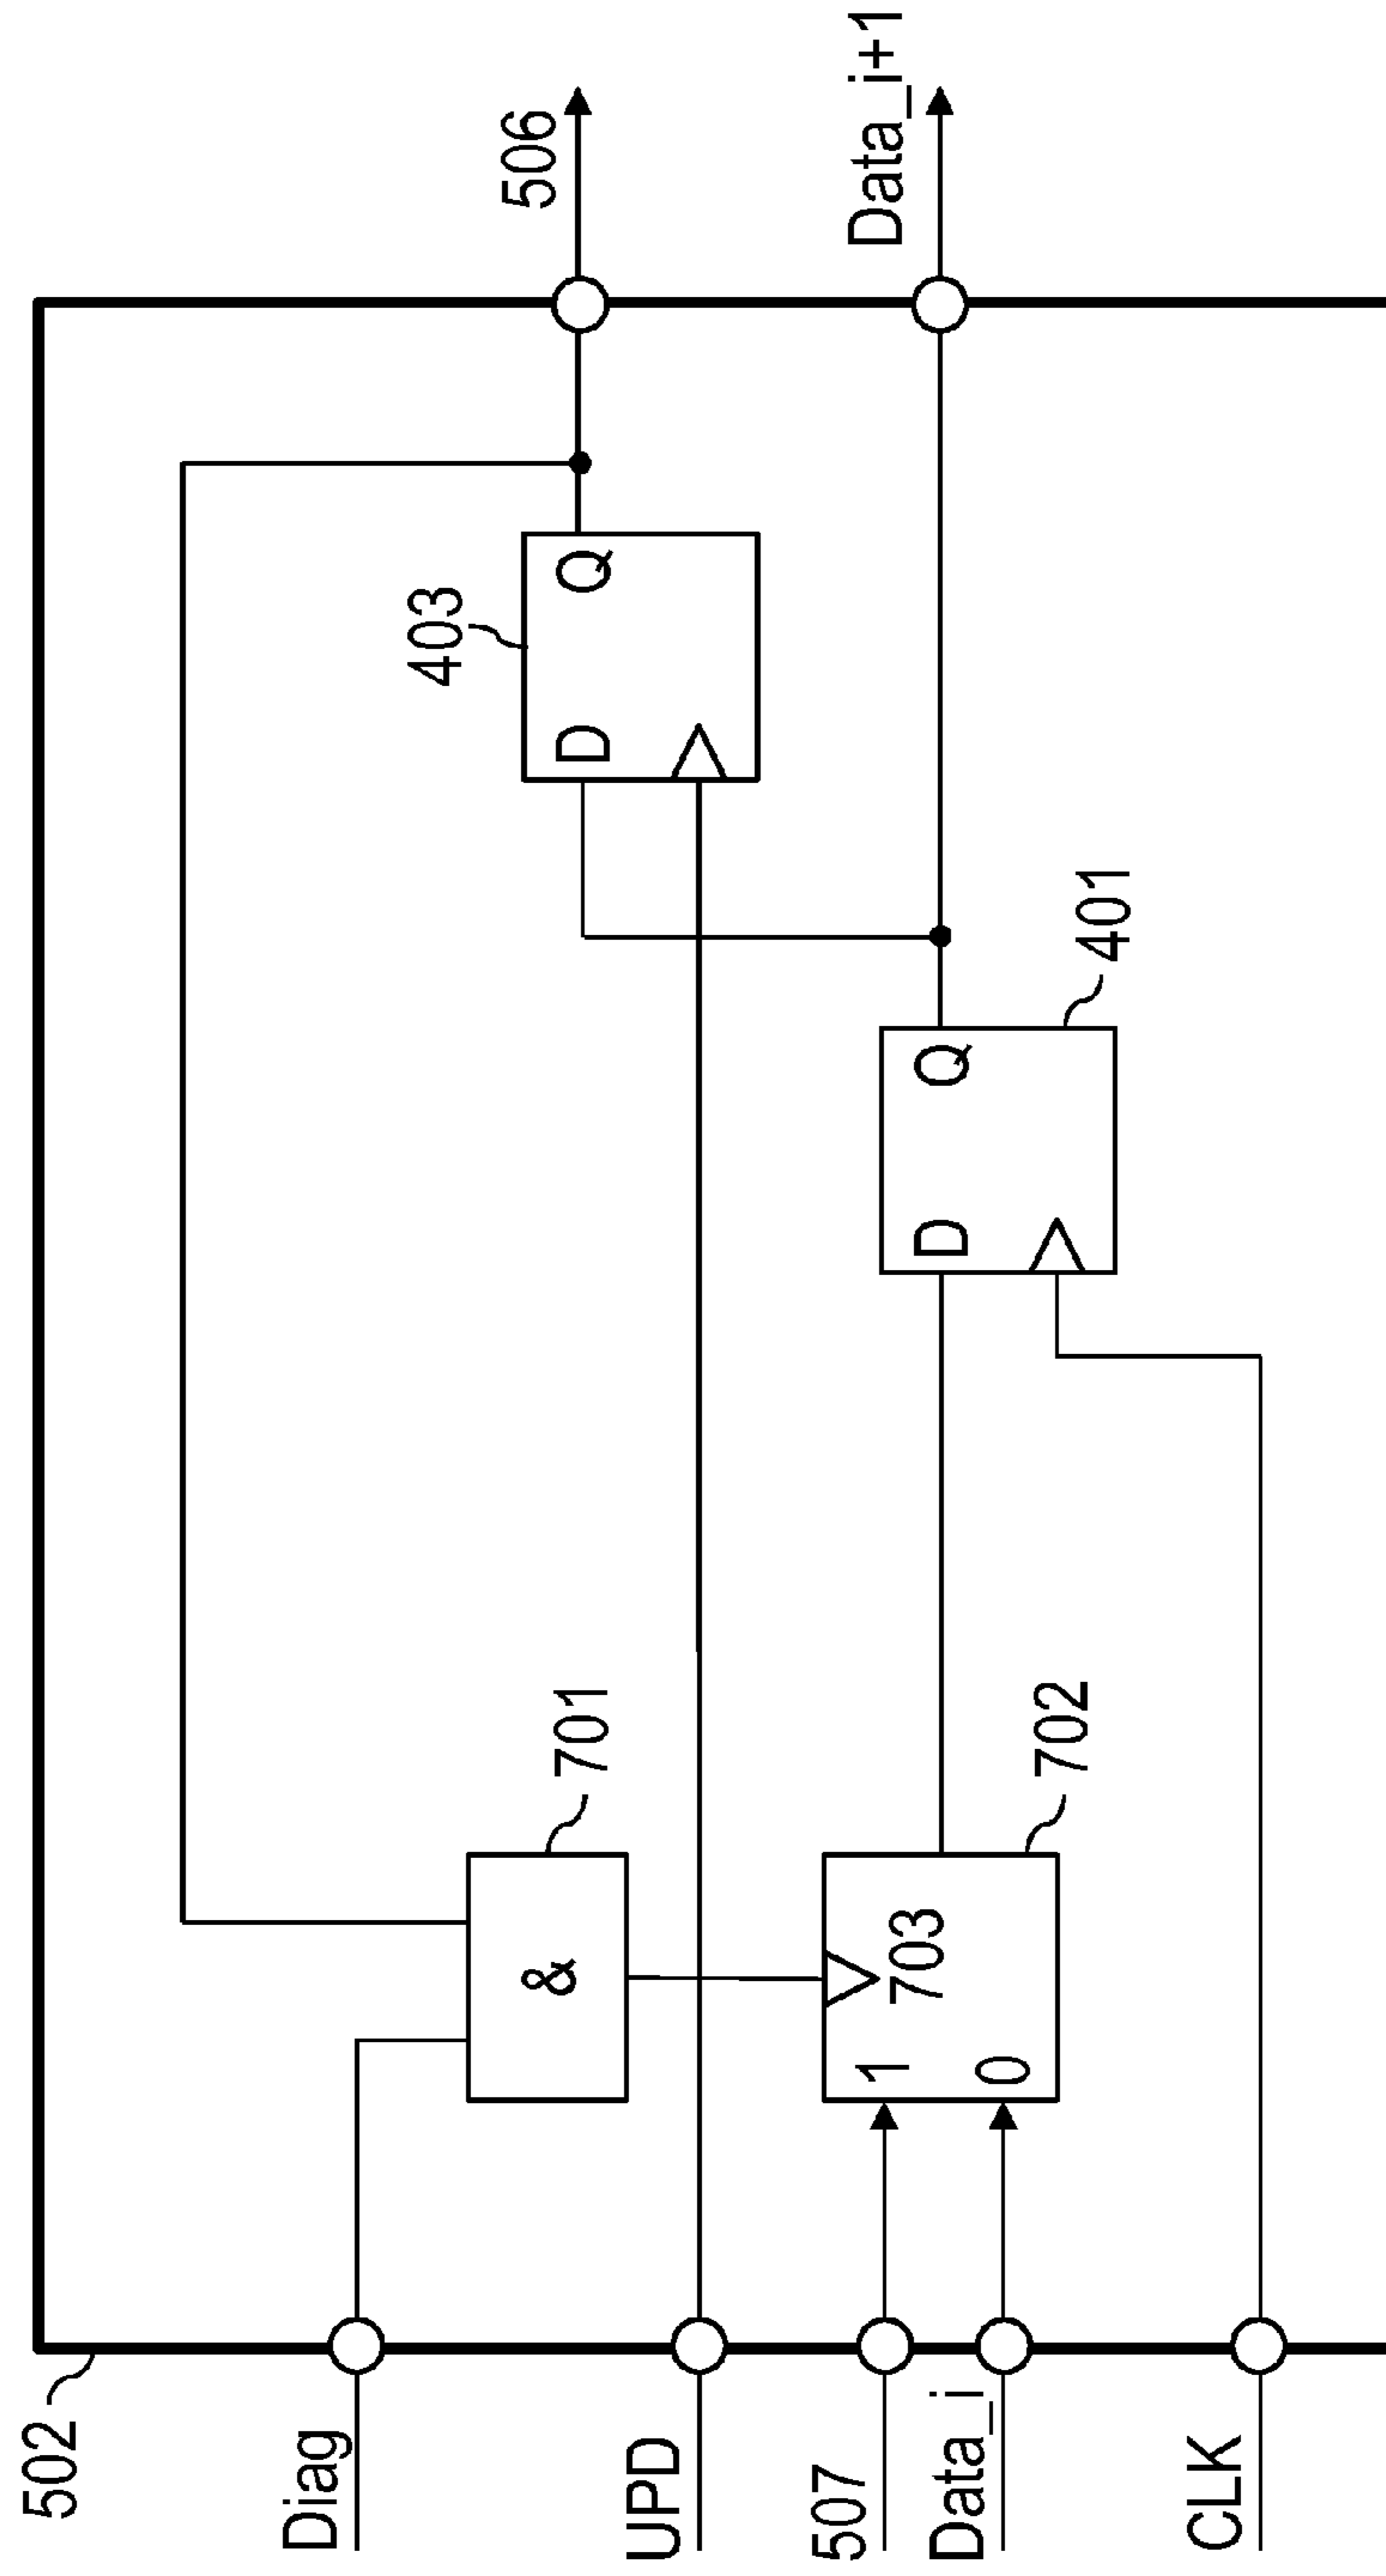 502
Diag
UPD
507
Data_i
CLK
&
701
1
0
703
702
D
Q
401
D
Q
403
506
Data_i+1